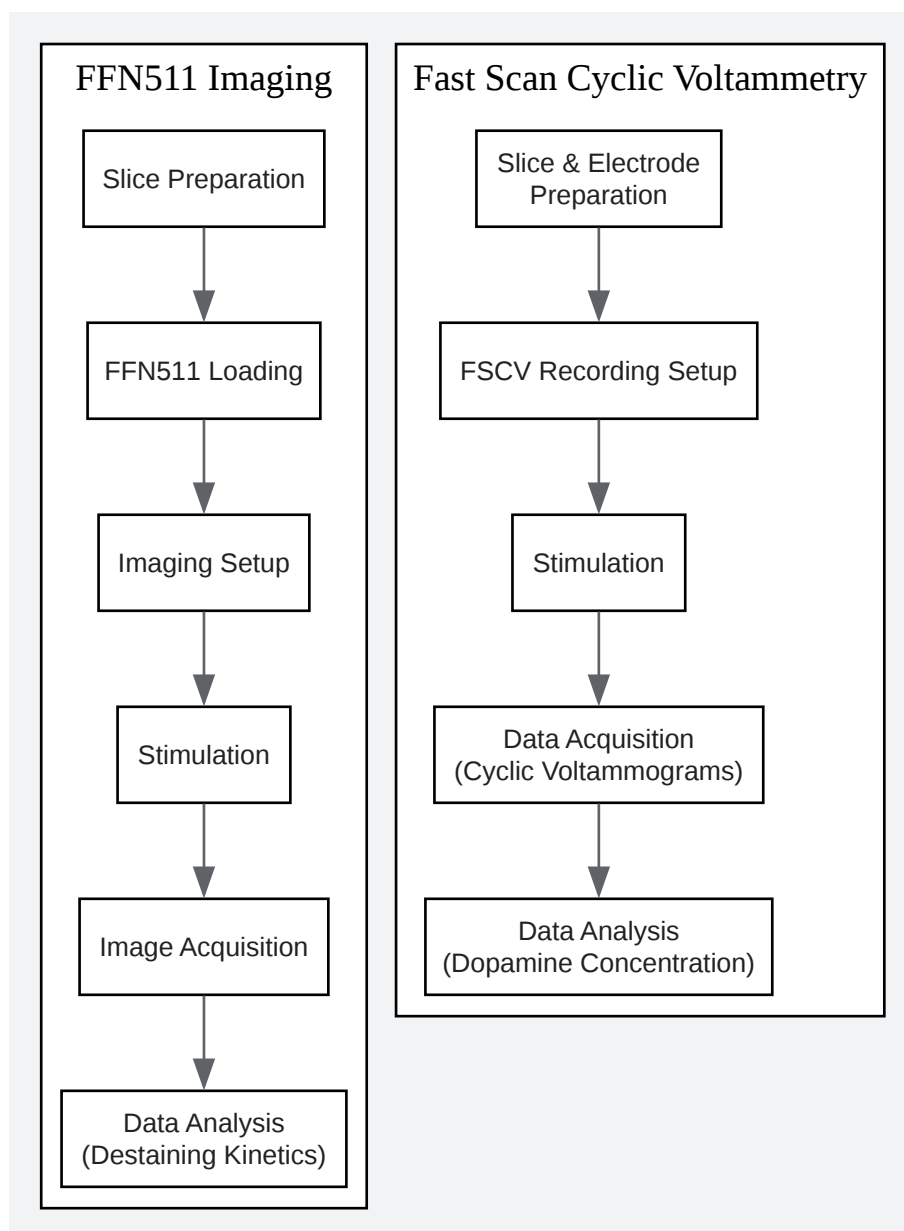 FFN511 Imaging
Slice Preparation
FFN511 Loading
Imaging Setup
Stimulation
Image Acquisition
Data Analysis
(Destaining Kinetics)
Fast Scan Cyclic Voltammetry
Slice & Electrode
Preparation
FSCV Recording Setup
Stimulation
Data Acquisition
(Cyclic Voltammograms)
Data Analysis
(Dopamine Concentration)